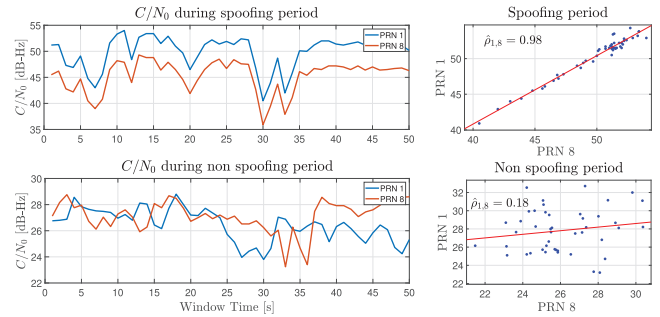 C/N₀ during spoofing period
C/N₀ [dB-Hz]
55
50
45
40
35
PRN 1
PRN 8
0 5 10 15 20 25 30 35 40 45 50
Spoofing period
PRN 1
50
45
40
ρ̂₁,₈ = 0.98
40 45 50
PRN 8
C/N₀ during non spoofing period
C/N₀ [dB-Hz]
28
26
24
22
PRN 1
PRN 8
0 5 10 15 20 25 30 35 40 45 50
Window Time [s]
Non spoofing period
PRN 1
32
30
28
26
24
22
ρ̂₁,₈ = 0.18
22 24 26 28 30
PRN 8